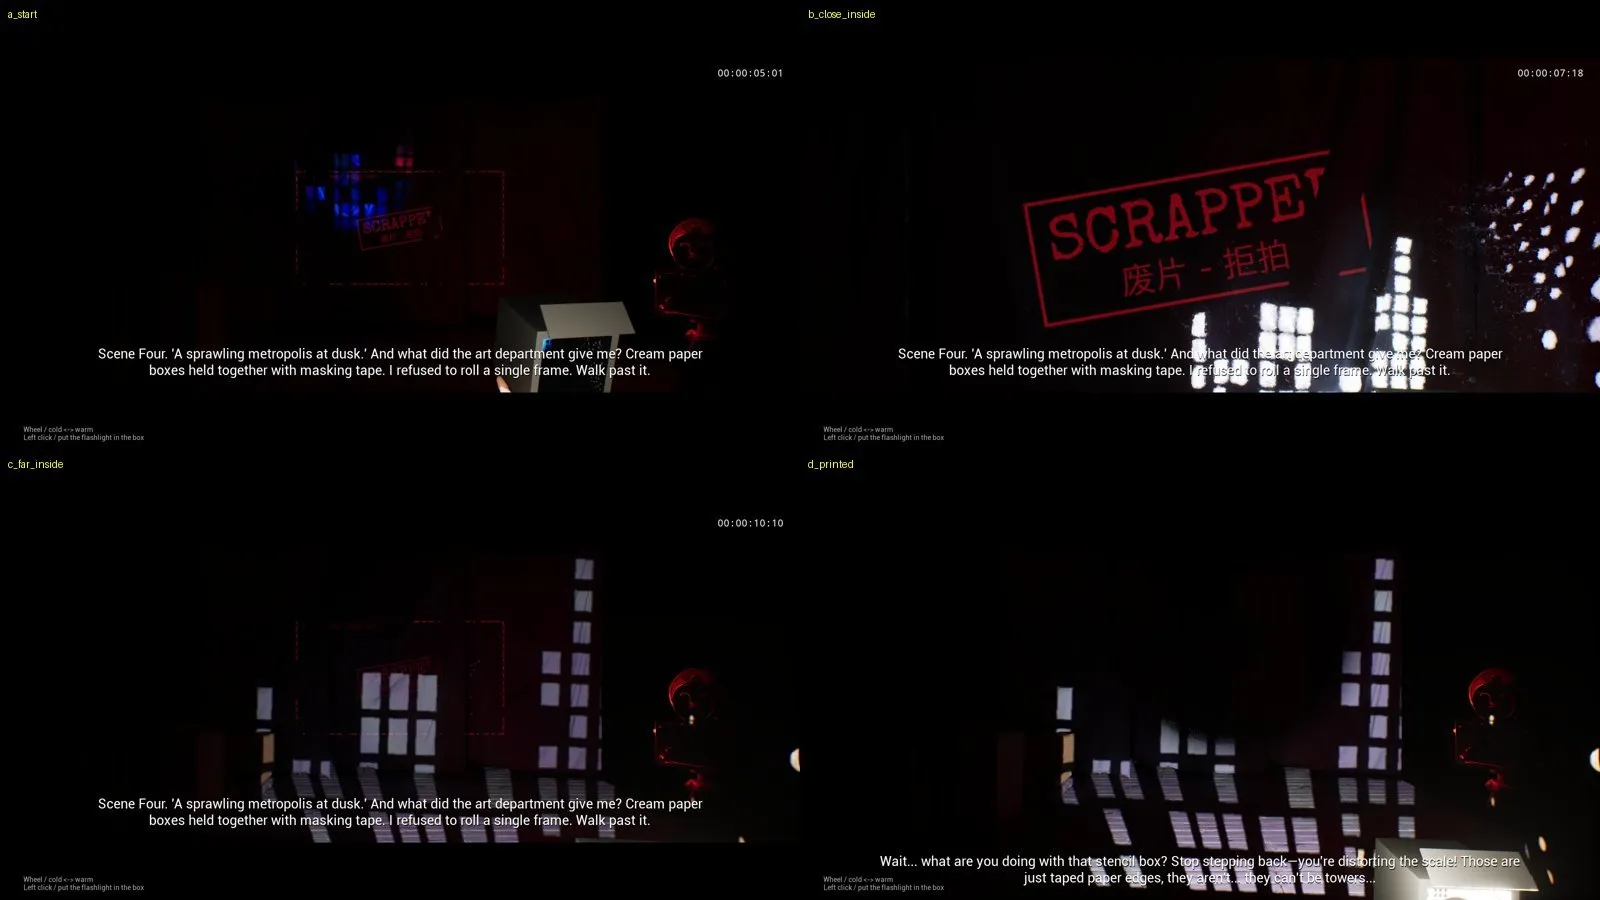 a_start
00:00:05:01
SCRAPPE
废片 - 拒拍
Scene Four. 'A sprawling metropolis at dusk.' And what did the art department give me? Cream paper
boxes held together with masking tape. I refused to roll a single frame. Walk past it.
Wheel / cold <-> warm
Left click / put the flashlight in the box
b_close_inside
00:00:07:18
SCRAPPE
废片 - 拒拍
Scene Four. 'A sprawling metropolis at dusk.' And what did the art department give me? Cream paper
boxes held together with masking tape. I refused to roll a single frame. Walk past it.
Wheel / cold <-> warm
Left click / put the flashlight in the box
c_far_inside
00:00:10:10
SCRAPPE
Scene Four. 'A sprawling metropolis at dusk.' And what did the art department give me? Cream paper
boxes held together with masking tape. I refused to roll a single frame. Walk past it.
Wheel / cold <-> warm
Left click / put the flashlight in the box
d_printed
Wait... what are you doing with that stencil box? Stop stepping back—you're distorting the scale! Those are
just taped paper edges, they aren't... they can't be towers...
Wheel / cold <-> warm
Left click / put the flashlight in the box